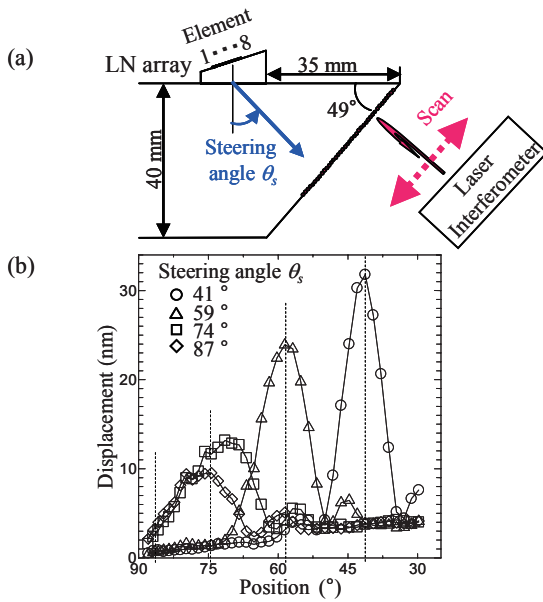 (a)
Element
1 ··· 8
LN array
35 mm
49°
40 mm
Steering
angle θs
Scan
Laser
Interferometer
(b)
Steering angle θs
41 °
59 °
74 °
87 °
Displacement (nm)
30
20
10
0
90 75 60 45 30
Position (°)